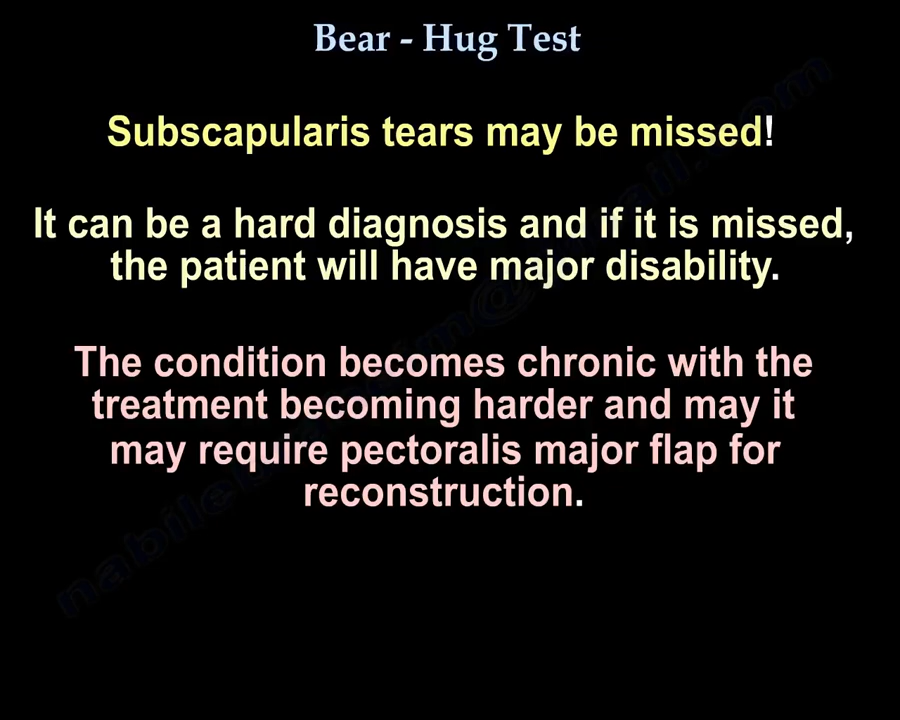 Bear - Hug Test
Subscapularis tears may be missed!
It can be a hard diagnosis and if it is missed,
the patient will have major disability.
The condition becomes chronic with the
treatment becoming harder and may it
may require pectoralis major flap for
reconstruction.